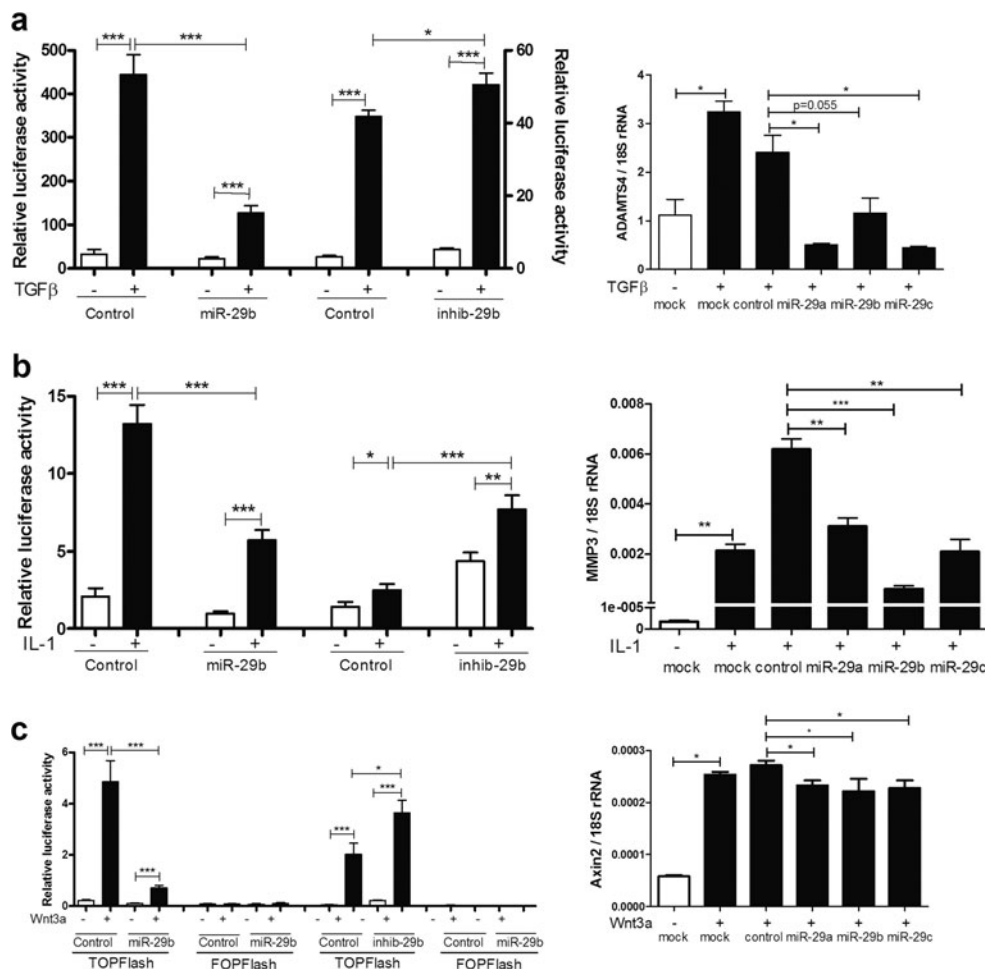 a
Relative luciferase activity
500
400
300
200
100
0
*** *** * ***
*** ***
60
40
20
0
Relative luciferase activity
TGFβ - + - + - + - +
Control miR-29b Control inhib-29b
ADAMTS4 / 18S rRNA
4
3
2
1
0
*
*
p=0.055
*
TGFβ - + + + + +
mock mock control miR-29a miR-29b miR-29c
b
Relative luciferase activity
15
10
5
0
*** ***
* ***
*** **
IL-1 - + - + - + - +
Control miR-29b Control inhib-29b
MMP3 / 18S rRNA
0.008
0.006
0.004
0.002
1e-005
0
**
***
**
**
IL-1 - + + + + +
mock mock control miR-29a miR-29b miR-29c
c
Relative luciferase activity
6
4
2
0
*** ***
*
***
*** ***
Wnt3a - + - + - + - + - + - + - + - +
Control miR-29b Control miR-29b Control inhib-29b Control miR-29b
TOPFlash FOPFlash TOPFlash FOPFlash
Axin2 / 18S rRNA
0.0003
0.0002
0.0001
0.0000
*
*
*
*
Wnt3a - + + + + +
mock mock control miR-29a miR-29b miR-29c